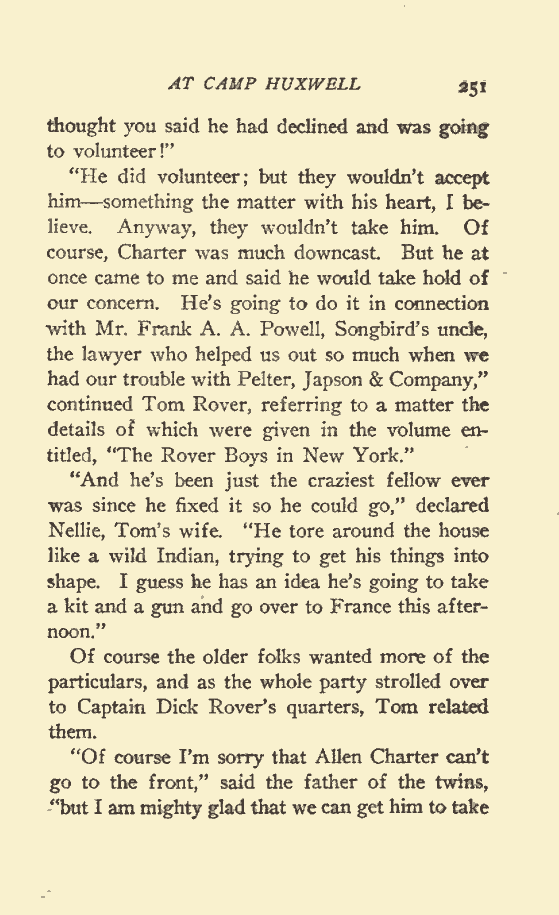 AT CAMP HUXWELL 251
thought you said he had declined and was going
to volunteer!"
"He did volunteer; but they wouldn't accept
him—something the matter with his heart, I be-
lieve. Anyway, they wouldn't take him. Of
course, Charter was much downcast. But he at
once came to me and said he would take hold of
our concern. He's going to do it in connection
with Mr. Frank A. A. Powell, Songbird's uncle,
the lawyer who helped us out so much when we
had our trouble with Pelter, Japson & Company,"
continued Tom Rover, referring to a matter the
details of which were given in the volume en-
titled, "The Rover Boys in New York."
"And he's been just the craziest fellow ever
was since he fixed it so he could go," declared
Nellie, Tom's wife. "He tore around the house
like a wild Indian, trying to get his things into
shape. I guess he has an idea he's going to take
a kit and a gun and go over to France this after-
noon."
Of course the older folks wanted more of the
particulars, and as the whole party strolled over
to Captain Dick Rover's quarters, Tom related
them.
"Of course I'm sorry that Allen Charter can't
go to the front," said the father of the twins,
"but I am mighty glad that we can get him to take